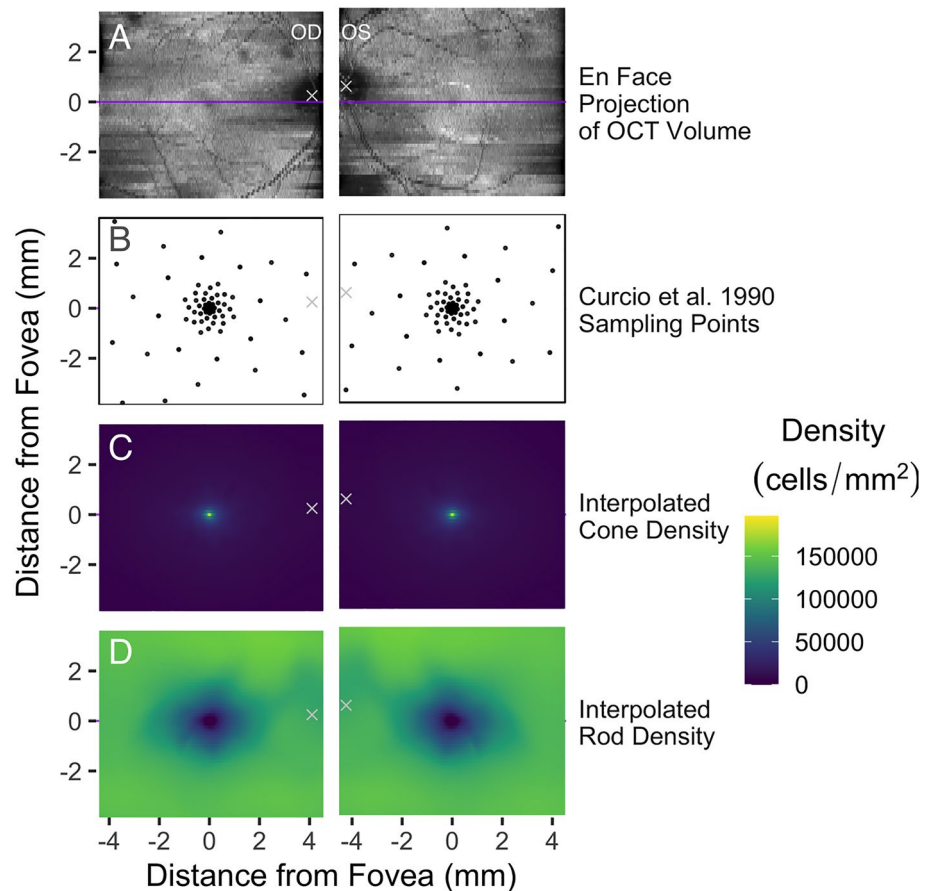 A
OD
OS
2
0
-2
En Face
Projection
of OCT Volume
B
2
0
-2
Curcio et al. 1990
Sampling Points
C
2
0
-2
Interpolated
Cone Density
D
2
0
-2
Interpolated
Rod Density
-4 -2 0 2 4 -4 -2 0 2 4
Distance from Fovea (mm)
Distance from Fovea (mm)
Density
(cells/mm²)
150000
100000
50000
0